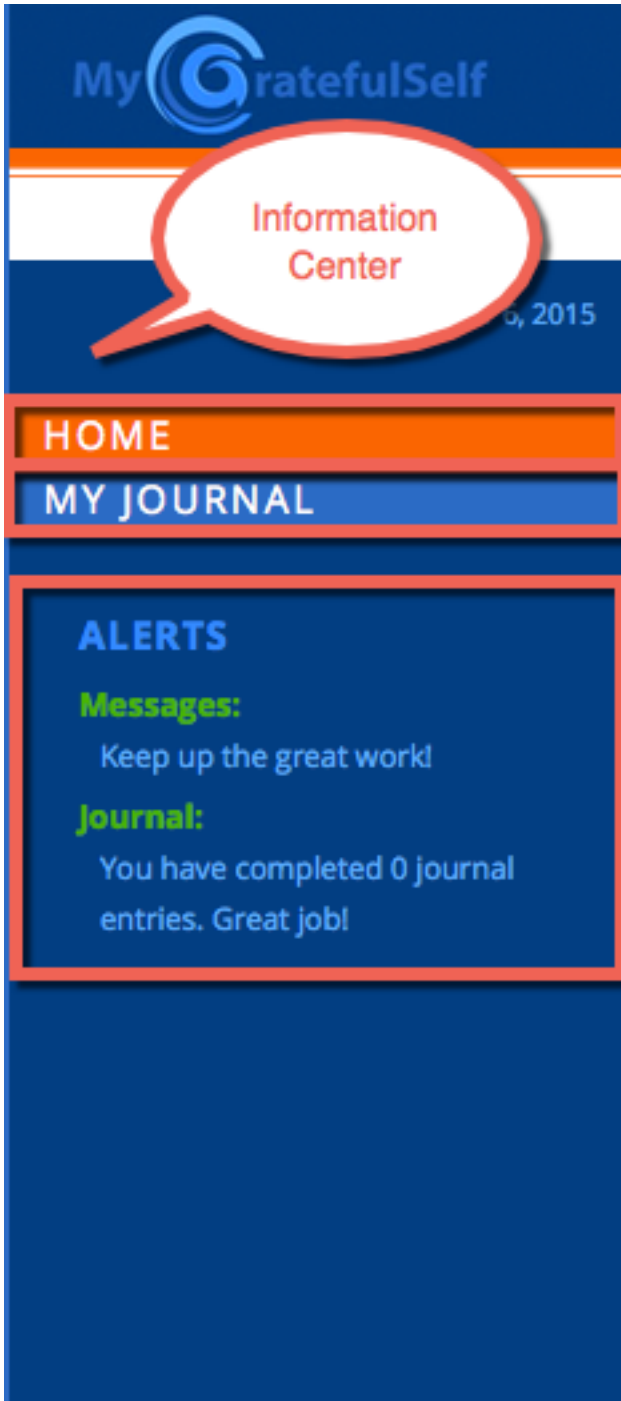 MyGratefulSelf
Information
Center
6, 2015
HOME
MY JOURNAL
ALERTS
Messages:
Keep up the great work!
Journal:
You have completed 0 journal
entries. Great job!